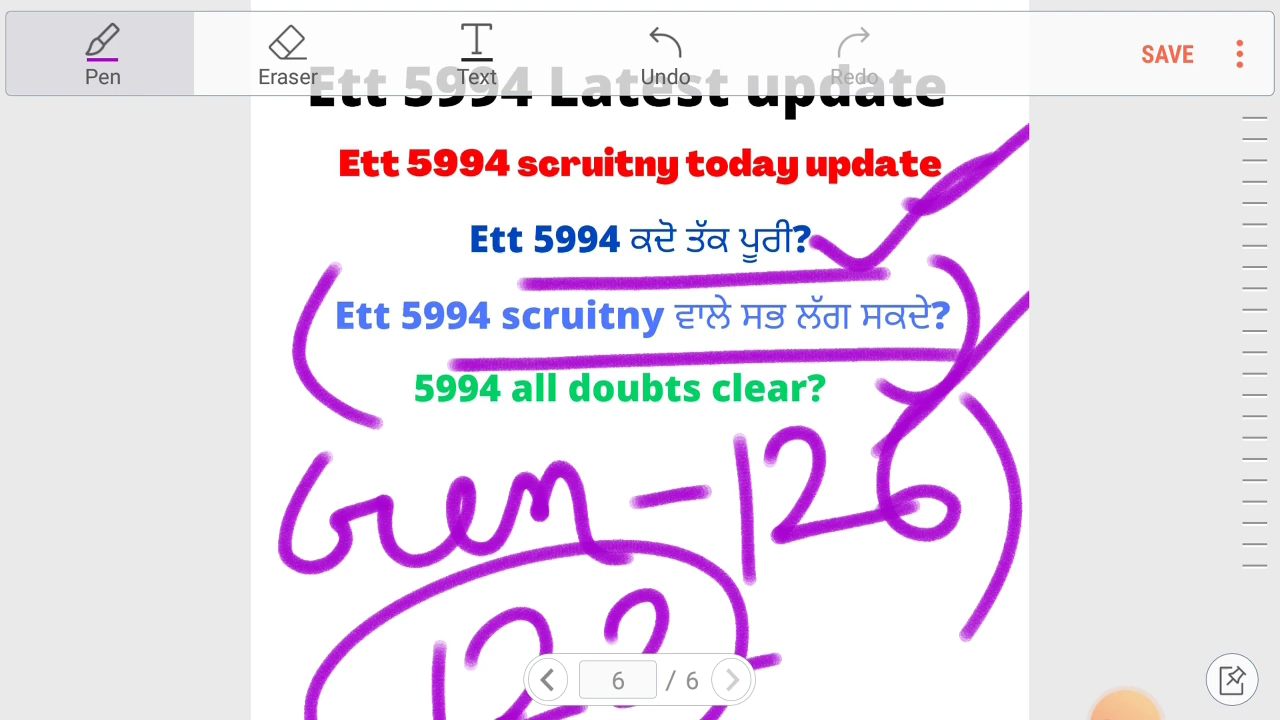 Pen
Eraser
Text
Undo
Redo
SAVE
Ett 5994 Latest update
Ett 5994 scruitny today update
Ett 5994 ਕਦੋ ਤੱਕ ਪੂਰੀ?
Ett 5994 scruitny ਵਾਲੇ ਸਭ ਲੱਗ ਸਕਦੇ?
5994 all doubts clear?
Gen - 126
6 / 6